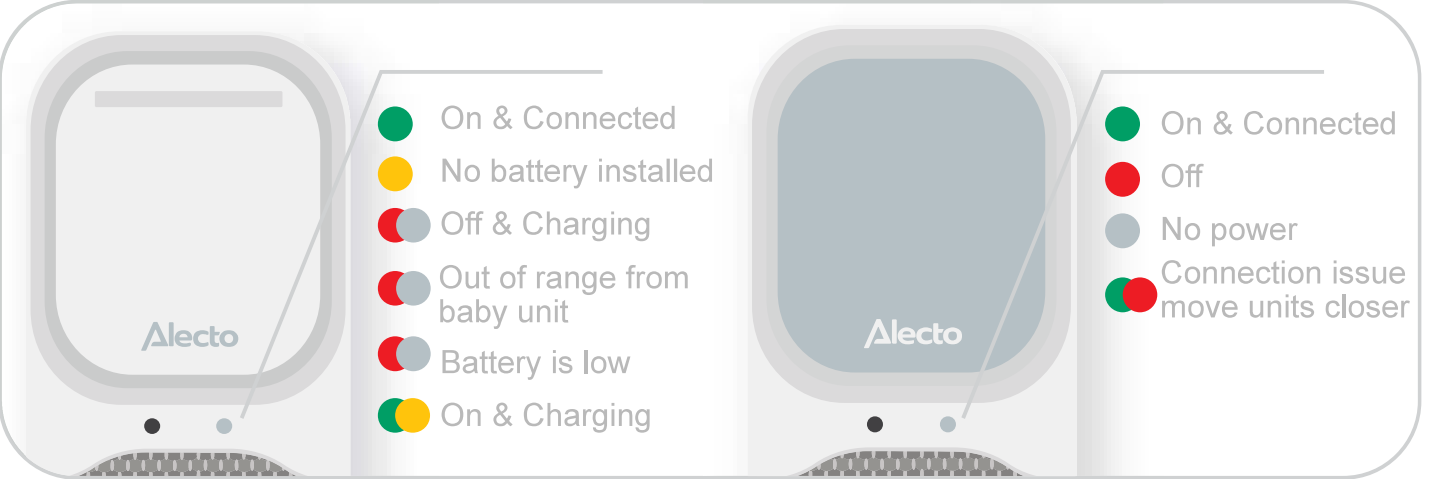 On & Connected
No battery installed
Off & Charging
Out of range from
baby unit
Battery is low
On & Charging
Alecto
On & Connected
Off
No power
Connection issue
move units closer
Alecto